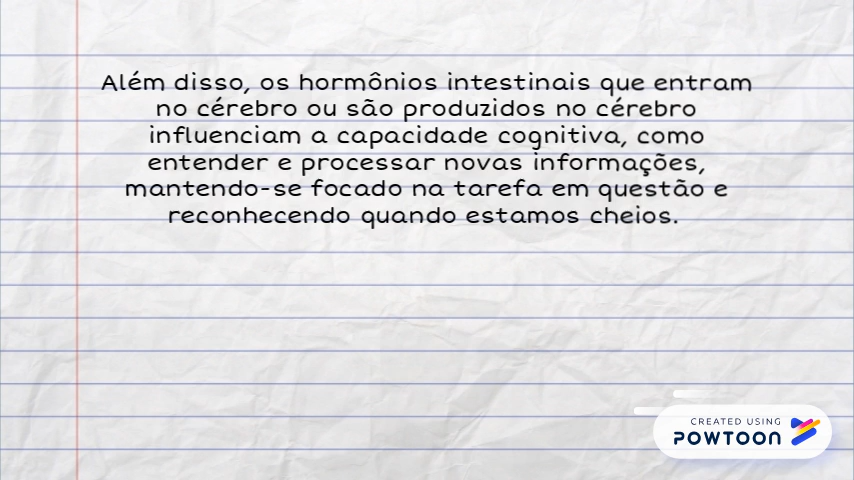 Além disso, os hormônios intestinais que entram
no cérebro ou são produzidos no cérebro
influenciam a capacidade cognitiva, como
entender e processar novas informações,
mantendo-se focado na tarefa em questão e
reconhecendo quando estamos cheios.
CREATED USING
POWTOON